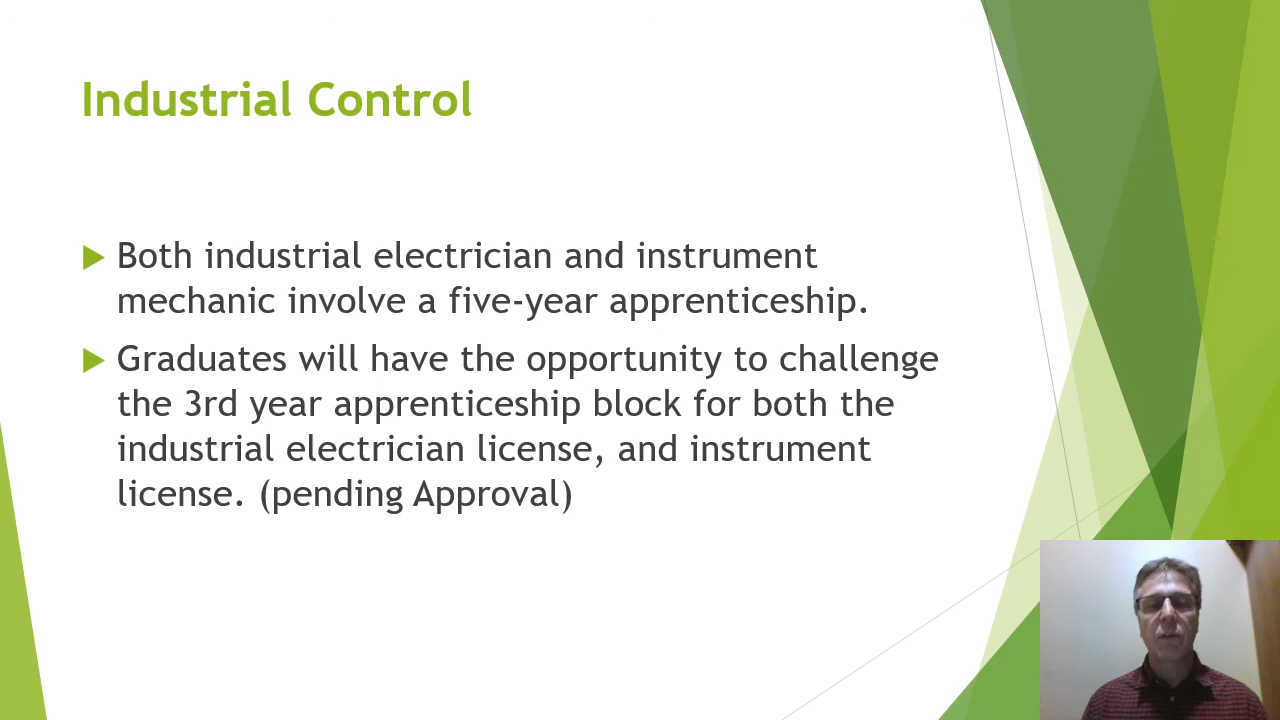 Industrial Control
Both industrial electrician and instrument
mechanic involve a five-year apprenticeship.
Graduates will have the opportunity to challenge
the 3rd year apprenticeship block for both the
industrial electrician license, and instrument
license. (pending Approval)